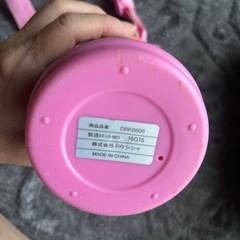 商品品番 DBKB600
製造ロットNO 16G15
株式会社ドウシシャ
MADE IN CHINA